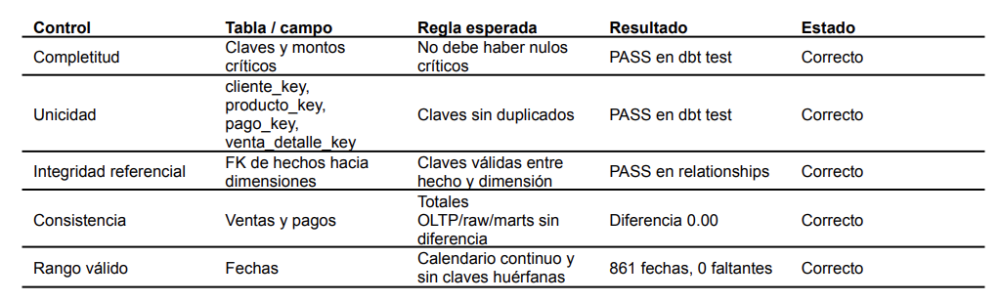 Control Tabla / campo Regla esperada Resultado Estado
Completitud Claves y montos críticos No debe haber nulos críticos PASS en dbt test Correcto
Unicidad cliente_key, producto_key, pago_key, venta_detalle_key Claves sin duplicados PASS en dbt test Correcto
Integridad referencial FK de hechos hacia dimensiones Claves válidas entre hecho y dimensión PASS en relationships Correcto
Consistencia Ventas y pagos Totales OLTP/raw/marts sin diferencia Diferencia 0.00 Correcto
Rango válido Fechas Calendario continuo y sin claves huérfanas 861 fechas, 0 faltantes Correcto